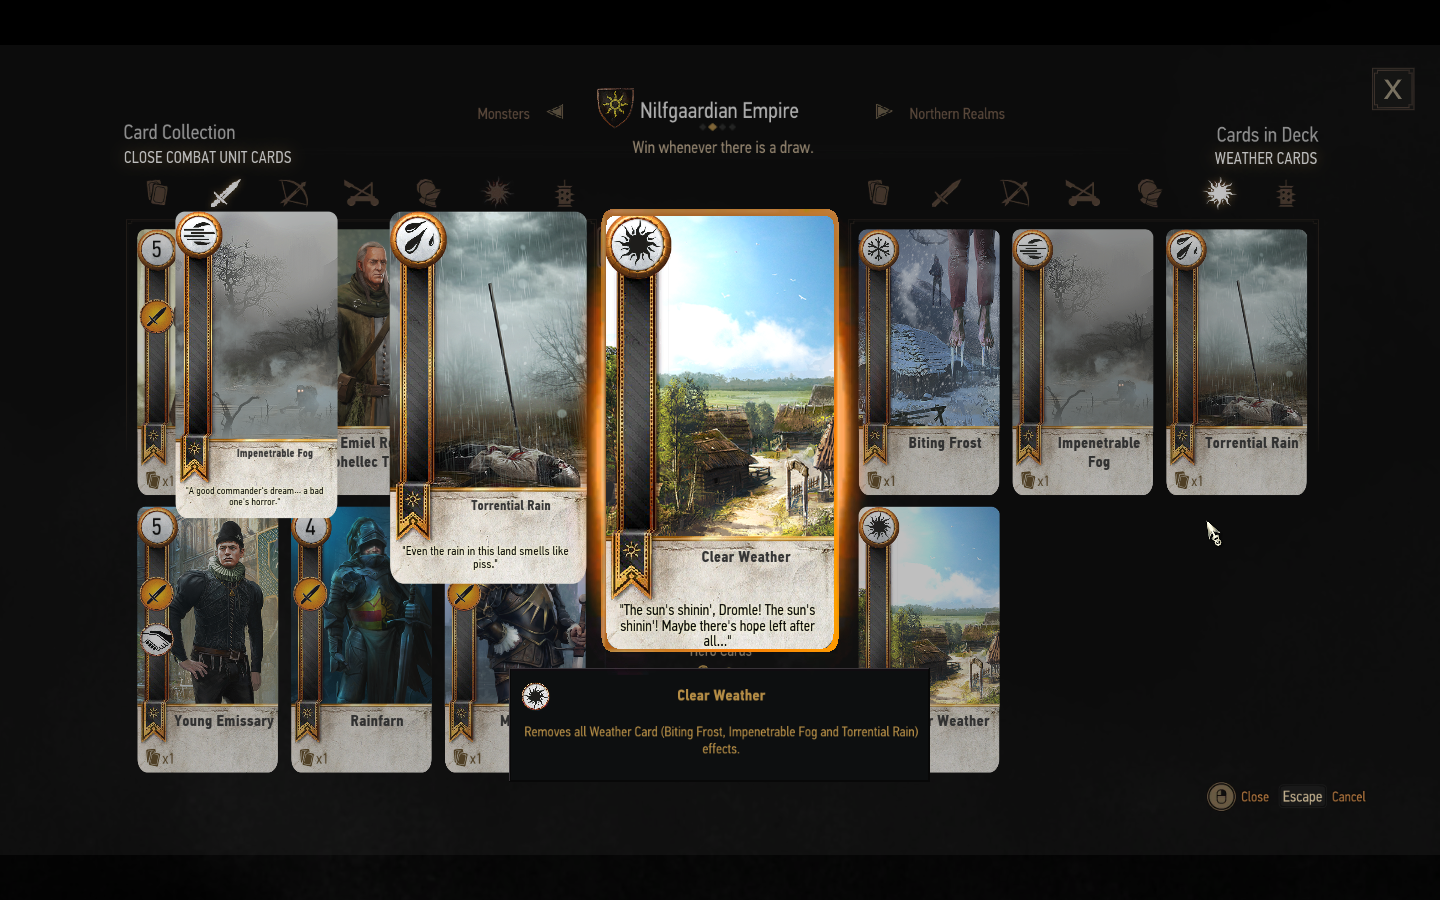 Monsters
Nilfgaardian Empire
Northern Realms
Win whenever there is a draw.
X
Card Collection
CLOSE COMBAT UNIT CARDS
Cards in Deck
WEATHER CARDS
5
Impenetrable Fog
"A good commander's dream... a bad
one's horror."
x1
Emiel R
phellec T
Torrential Rain
"Even the rain in this land smells like
piss."
Clear Weather
"The sun's shinin', Dromle! The sun's
shinin'! Maybe there's hope left after
all..."
Hero Cards
Biting Frost
x1
Impenetrable
Fog
x1
Torrential Rain
x1
5
Young Emissary
x1
4
Rainfarn
x1
M
x1
r Weather
Clear Weather
Removes all Weather Card (Biting Frost, Impenetrable Fog and Torrential Rain)
effects.
Close Escape Cancel